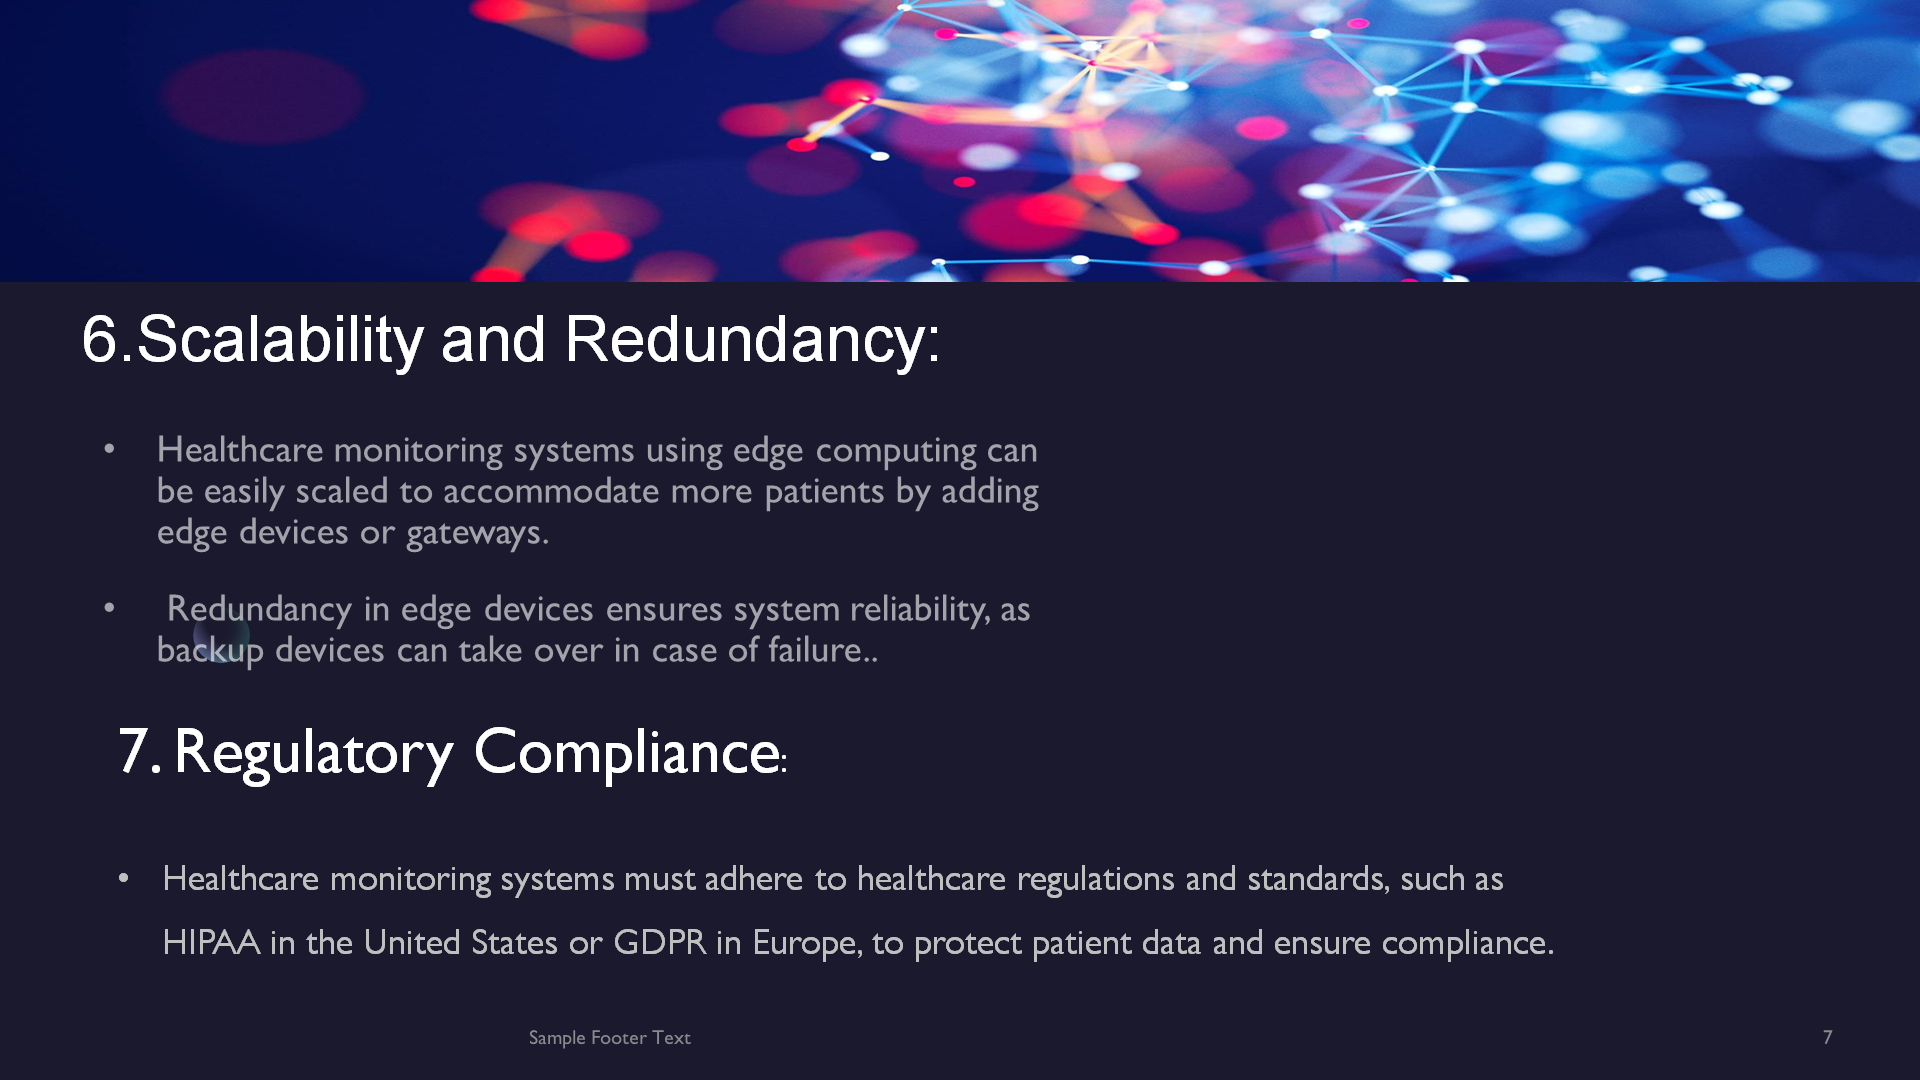 6.Scalability and Redundancy:
• Healthcare monitoring systems using edge computing can
be easily scaled to accommodate more patients by adding
edge devices or gateways.
• Redundancy in edge devices ensures system reliability, as
backup devices can take over in case of failure..
7. Regulatory Compliance:
• Healthcare monitoring systems must adhere to healthcare regulations and standards, such as
HIPAA in the United States or GDPR in Europe, to protect patient data and ensure compliance.
Sample Footer Text
7